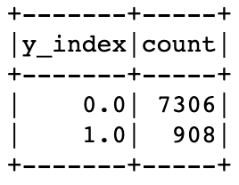 +-------+-----+
|y_index|count|
+-------+-----+
|    0.0| 7306|
|    1.0|  908|
+-------+-----+